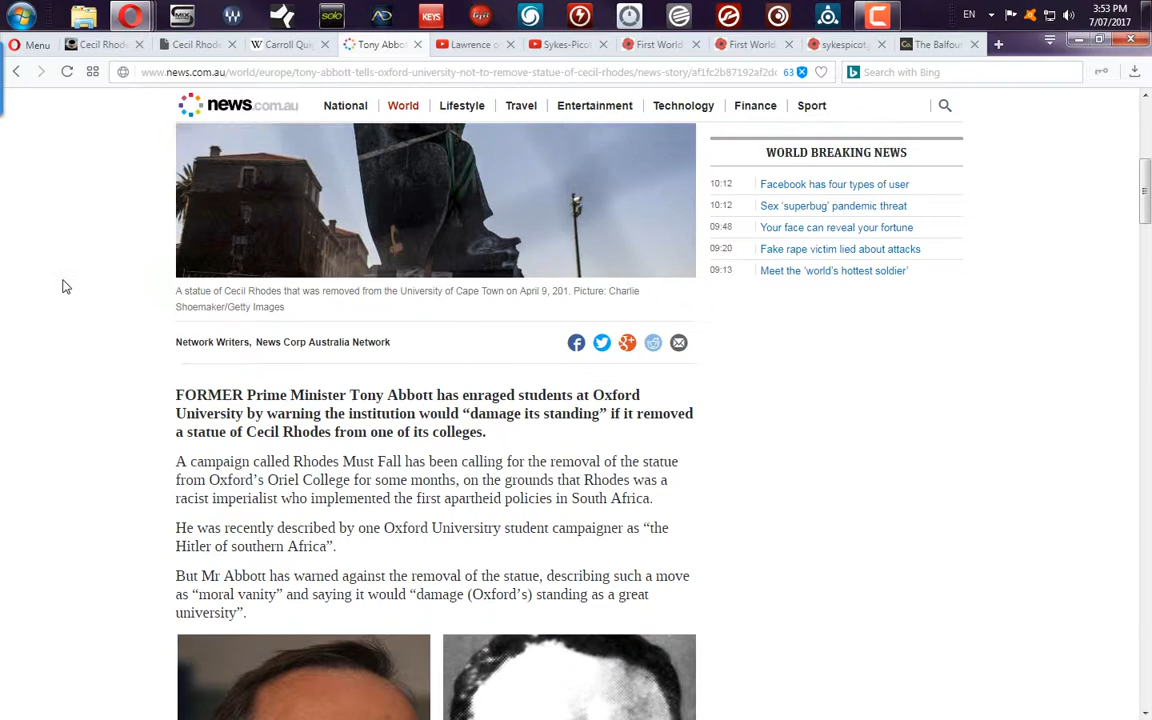 KEYS
solo
EN
3:53 PM
7/07/2017
Menu
Cecil Rhod
Cecil Rhode
Carroll Qui
Tony Abbo
Lawrence o
Sykes-Picot
First World
First World
sykespicot
The Balfour
www.news.com.au/world/europe/tony-abbott-tells-oxford-university-not-to-remove-statue-of-cecil-rhodes/news-story/af1fc2b87192af2dc
63
Search with Bing
news.com.au
National
World
Lifestyle
Travel
Entertainment
Technology
Finance
Sport
WORLD BREAKING NEWS
10:12 Facebook has four types of user
10:12 Sex ‘superbug’ pandemic threat
09:48 Your face can reveal your fortune
09:20 Fake rape victim lied about attacks
09:13 Meet the ‘world’s hottest soldier’
A statue of Cecil Rhodes that was removed from the University of Cape Town on April 9, 201. Picture: Charlie
Shoemaker/Getty Images
Network Writers, News Corp Australia Network
FORMER Prime Minister Tony Abbott has enraged students at Oxford
University by warning the institution would “damage its standing” if it removed
a statue of Cecil Rhodes from one of its colleges.
A campaign called Rhodes Must Fall has been calling for the removal of the statue
from Oxford’s Oriel College for some months, on the grounds that Rhodes was a
racist imperialist who implemented the first apartheid policies in South Africa.
He was recently described by one Oxford Universitry student campaigner as “the
Hitler of southern Africa”.
But Mr Abbott has warned against the removal of the statue, describing such a move
as “moral vanity” and saying it would “damage (Oxford’s) standing as a great
university”.